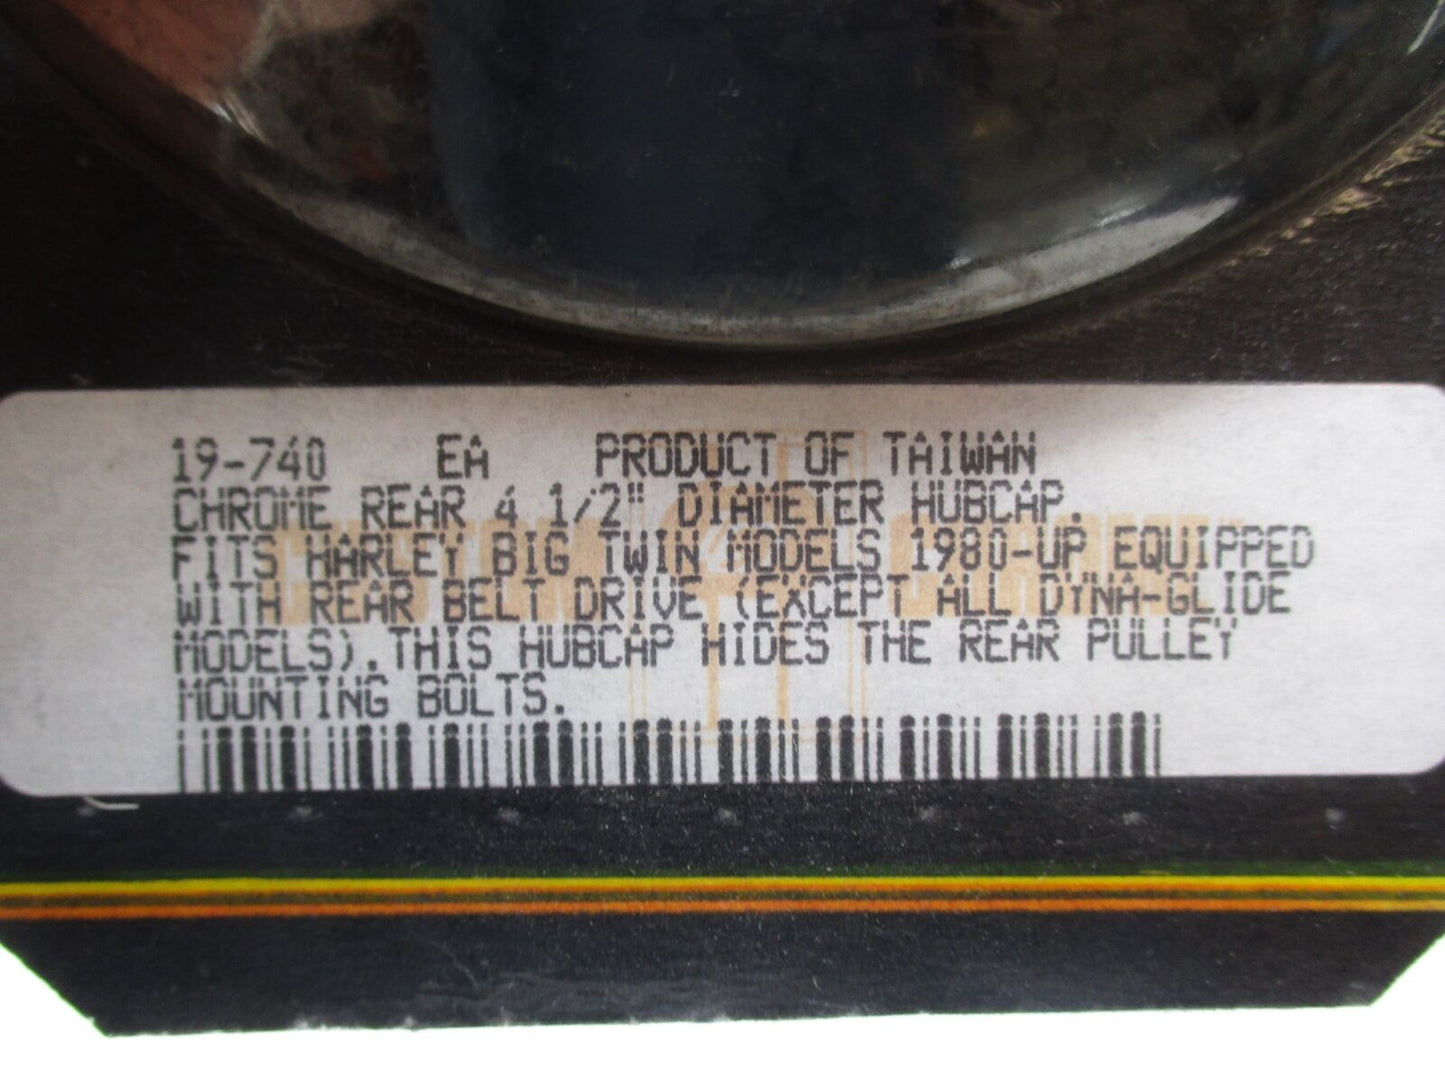 19-740 EA PRODUCT OF TAIWAN
CHROME REAR 4 1/2" DIAMETER HUBCAP.
FITS HARLEY BIG TWIN MODELS 1980-UP EQUIPPED
WITH REAR BELT DRIVE (EXCEPT ALL DYNA-GLIDE
MODELS).THIS HUBCAP HIDES THE REAR PULLEY
MOUNTING BOLTS.